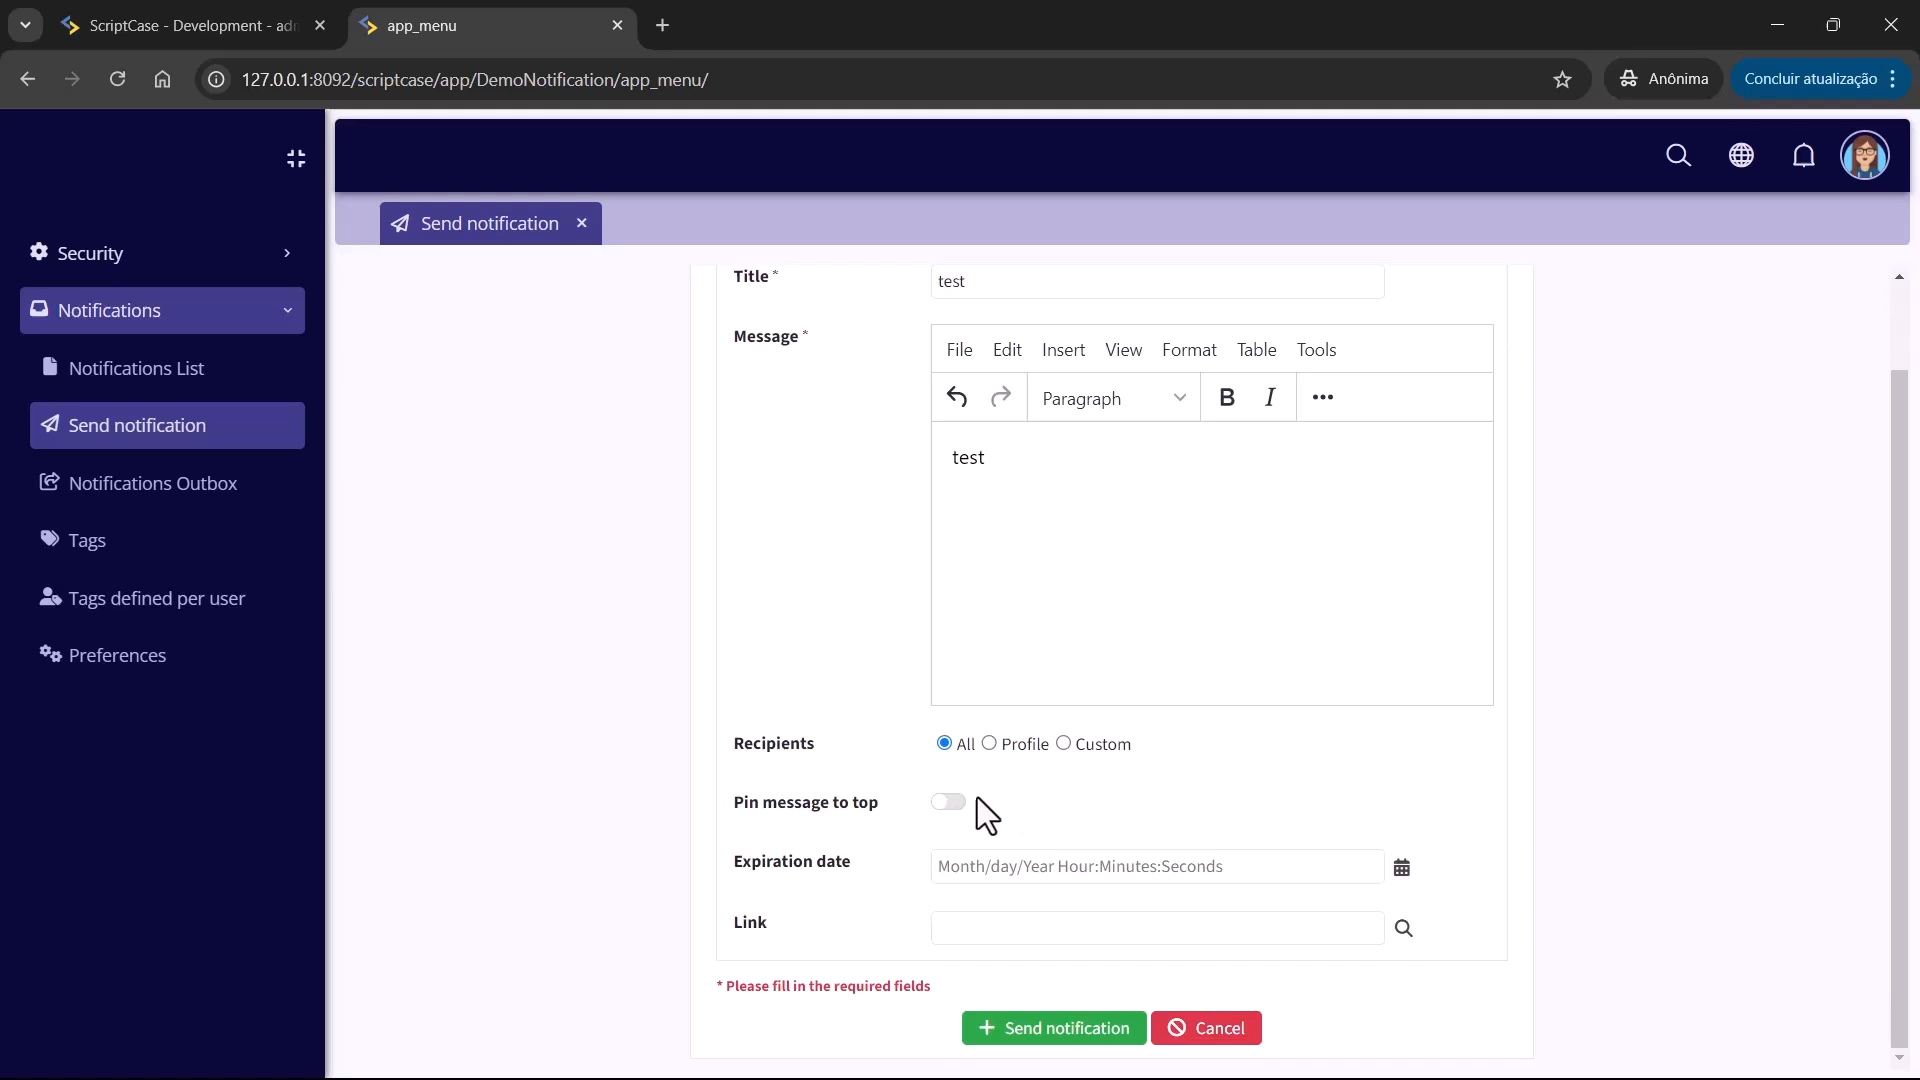 ScriptCase - Development - adr
app_menu
127.0.0.1:8092/scriptcase/app/DemoNotification/app_menu/
Anônima
Concluir atualização
Security
Notifications
Notifications List
Send notification
Notifications Outbox
Tags
Tags defined per user
Preferences
Send notification
Title *
test
Message *
File Edit Insert View Format Table Tools
Paragraph B I
test
Recipients
All Profile Custom
Pin message to top
Expiration date
Month/day/Year Hour:Minutes:Seconds
Link
* Please fill in the required fields
Send notification
Cancel